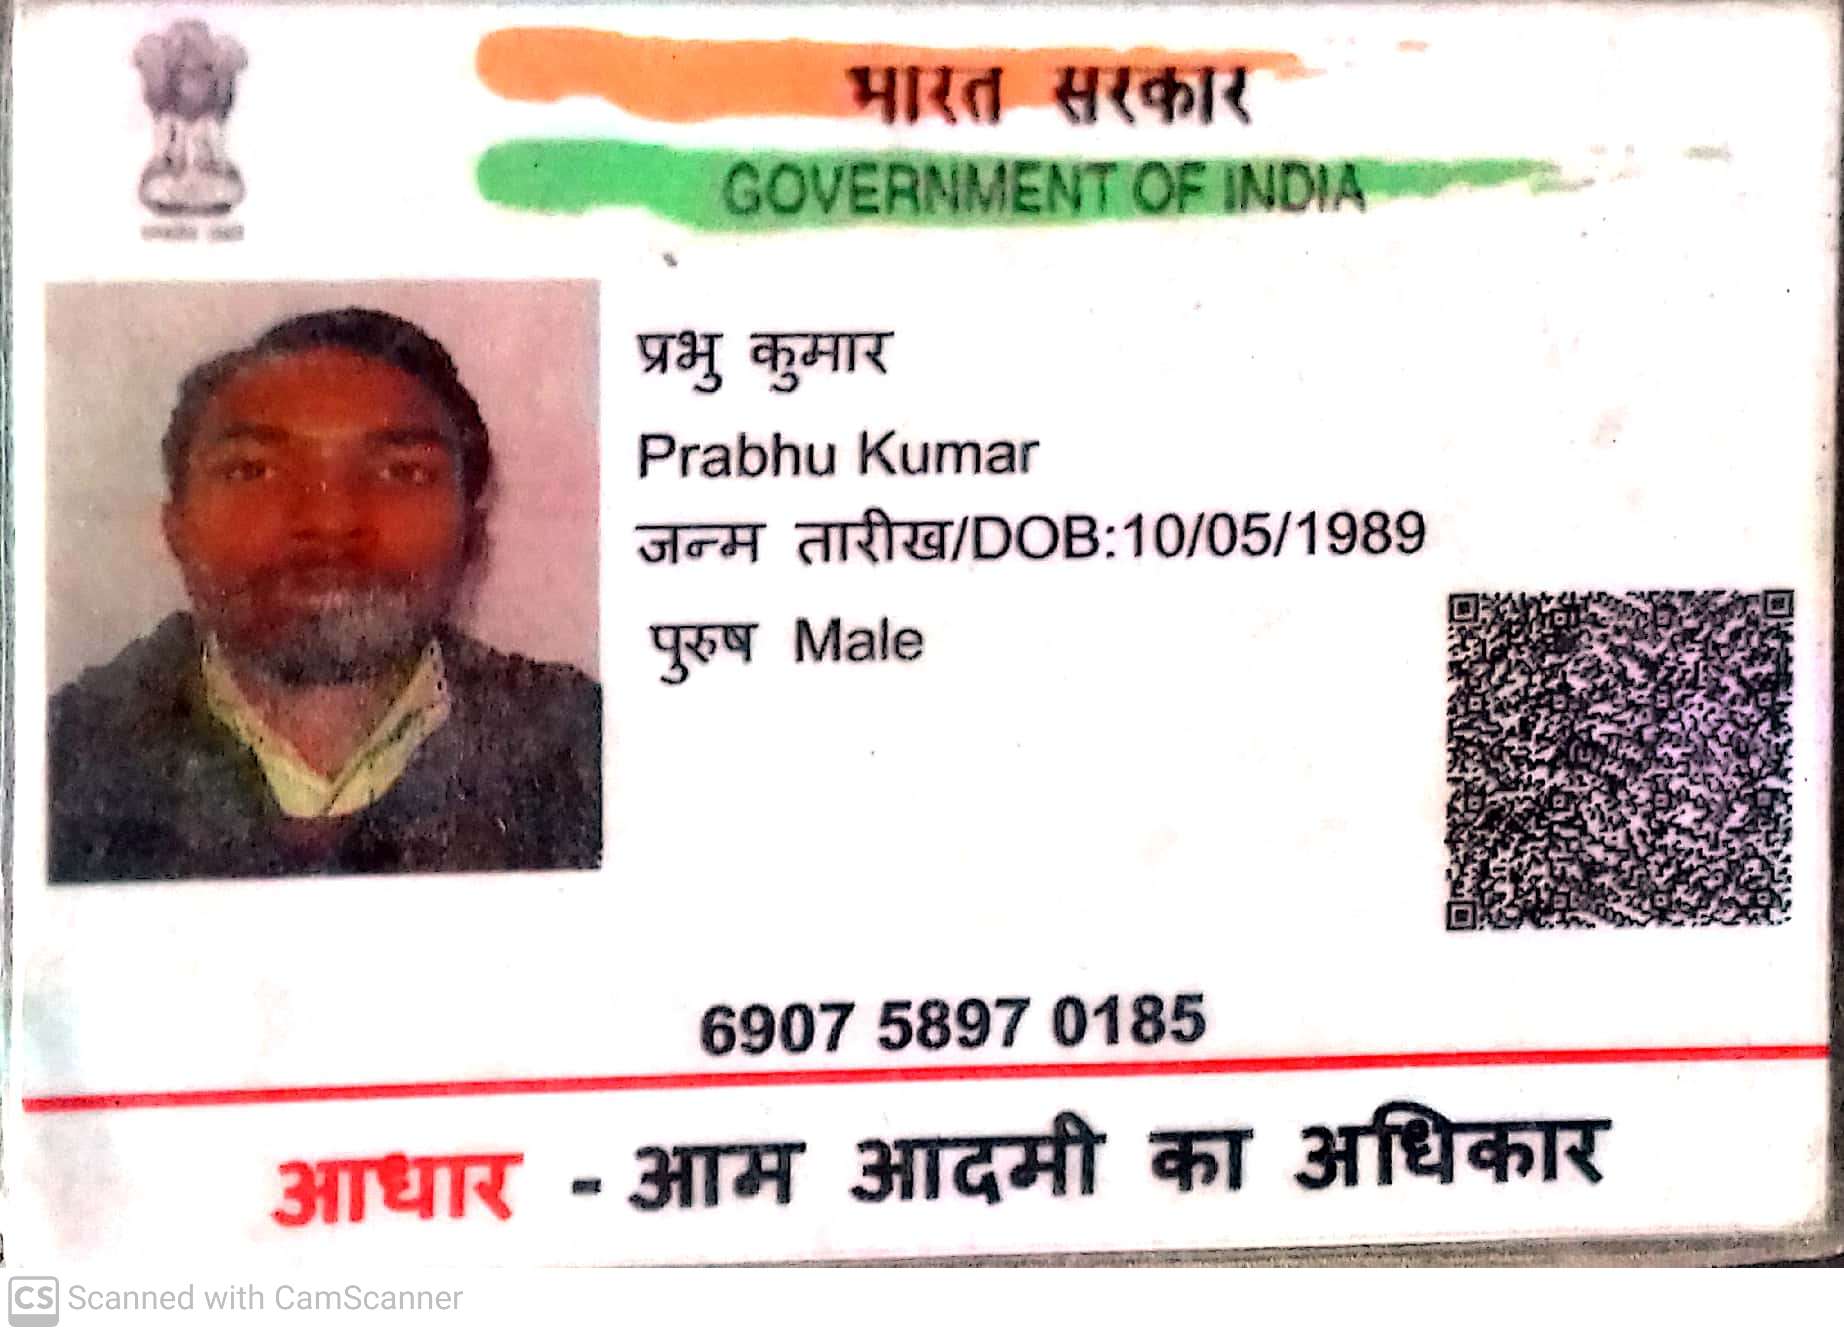 भारत सरकार
GOVERNMENT OF INDIA
प्रभु कुमार
Prabhu Kumar
जन्म तारीख/DOB:10/05/1989
पुरुष Male
6907 5897 0185
आधार - आम आदमी का अधिकार
CS Scanned with CamScanner